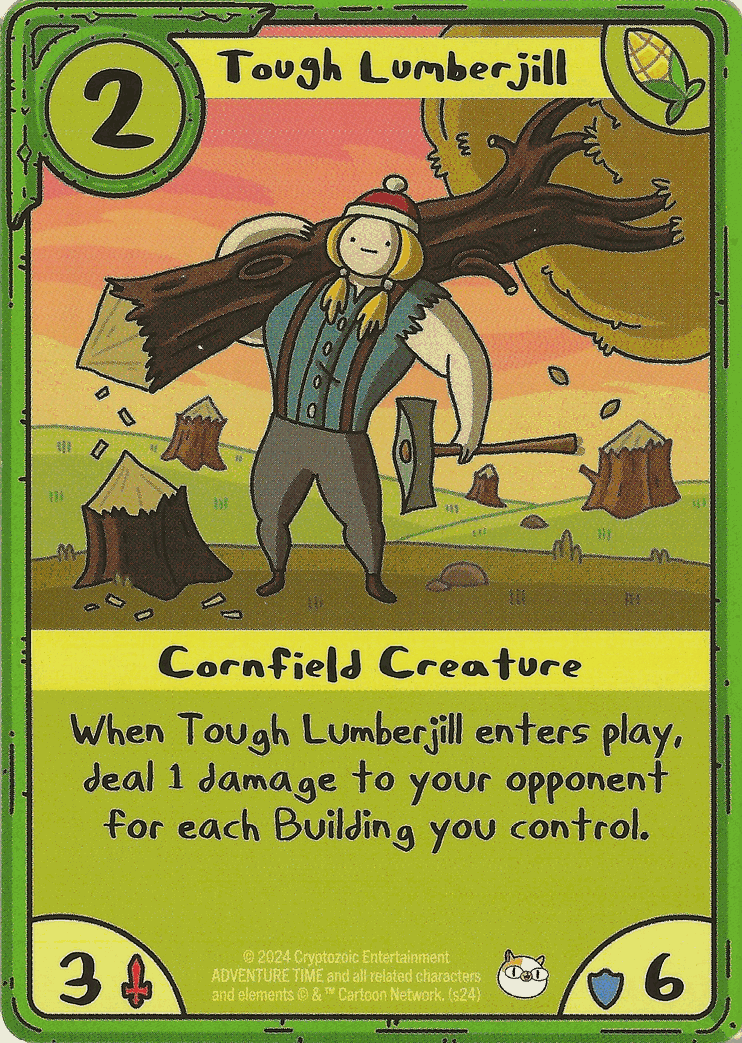 2
Tough Lumberjill
Cornfield Creature
When Tough Lumberjill enters play,
deal 1 damage to your opponent
for each Building you control.
3
© 2024 Cryptozoic Entertainment
ADVENTURE TIME and all related characters
and elements © & ™ Cartoon Network. (s24)
6